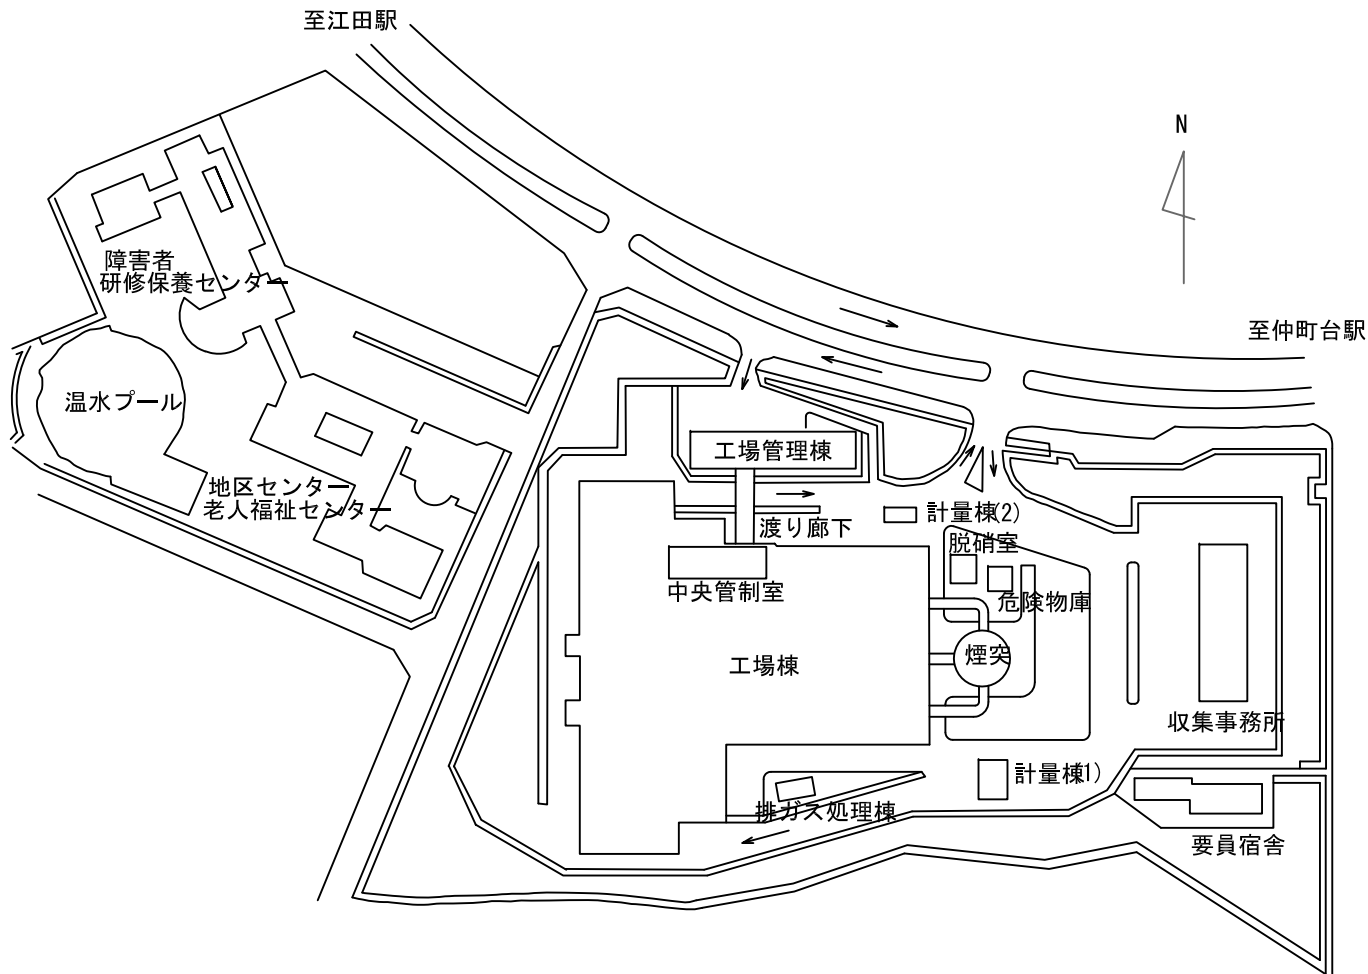 至江田駅
N
至仲町台駅
障害者
研修保養センター
温水プール
地区センター
老人福祉センター
工場管理棟
渡り廊下
計量棟(2)
脱硝室
中央管制室
危険物庫
煙突
工場棟
収集事務所
計量棟(1)
排ガス処理棟
要員宿舎